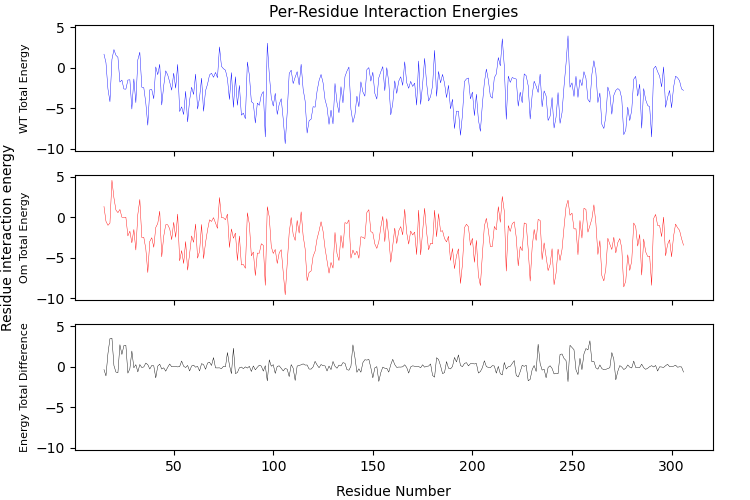 Per-Residue Interaction Energies
Residue interaction energy
WT Total Energy
5
0
−5
−10
Om Total Energy
5
0
−5
−10
Energy Total Difference
5
0
−5
−10
50 100 150 200 250 300
Residue Number